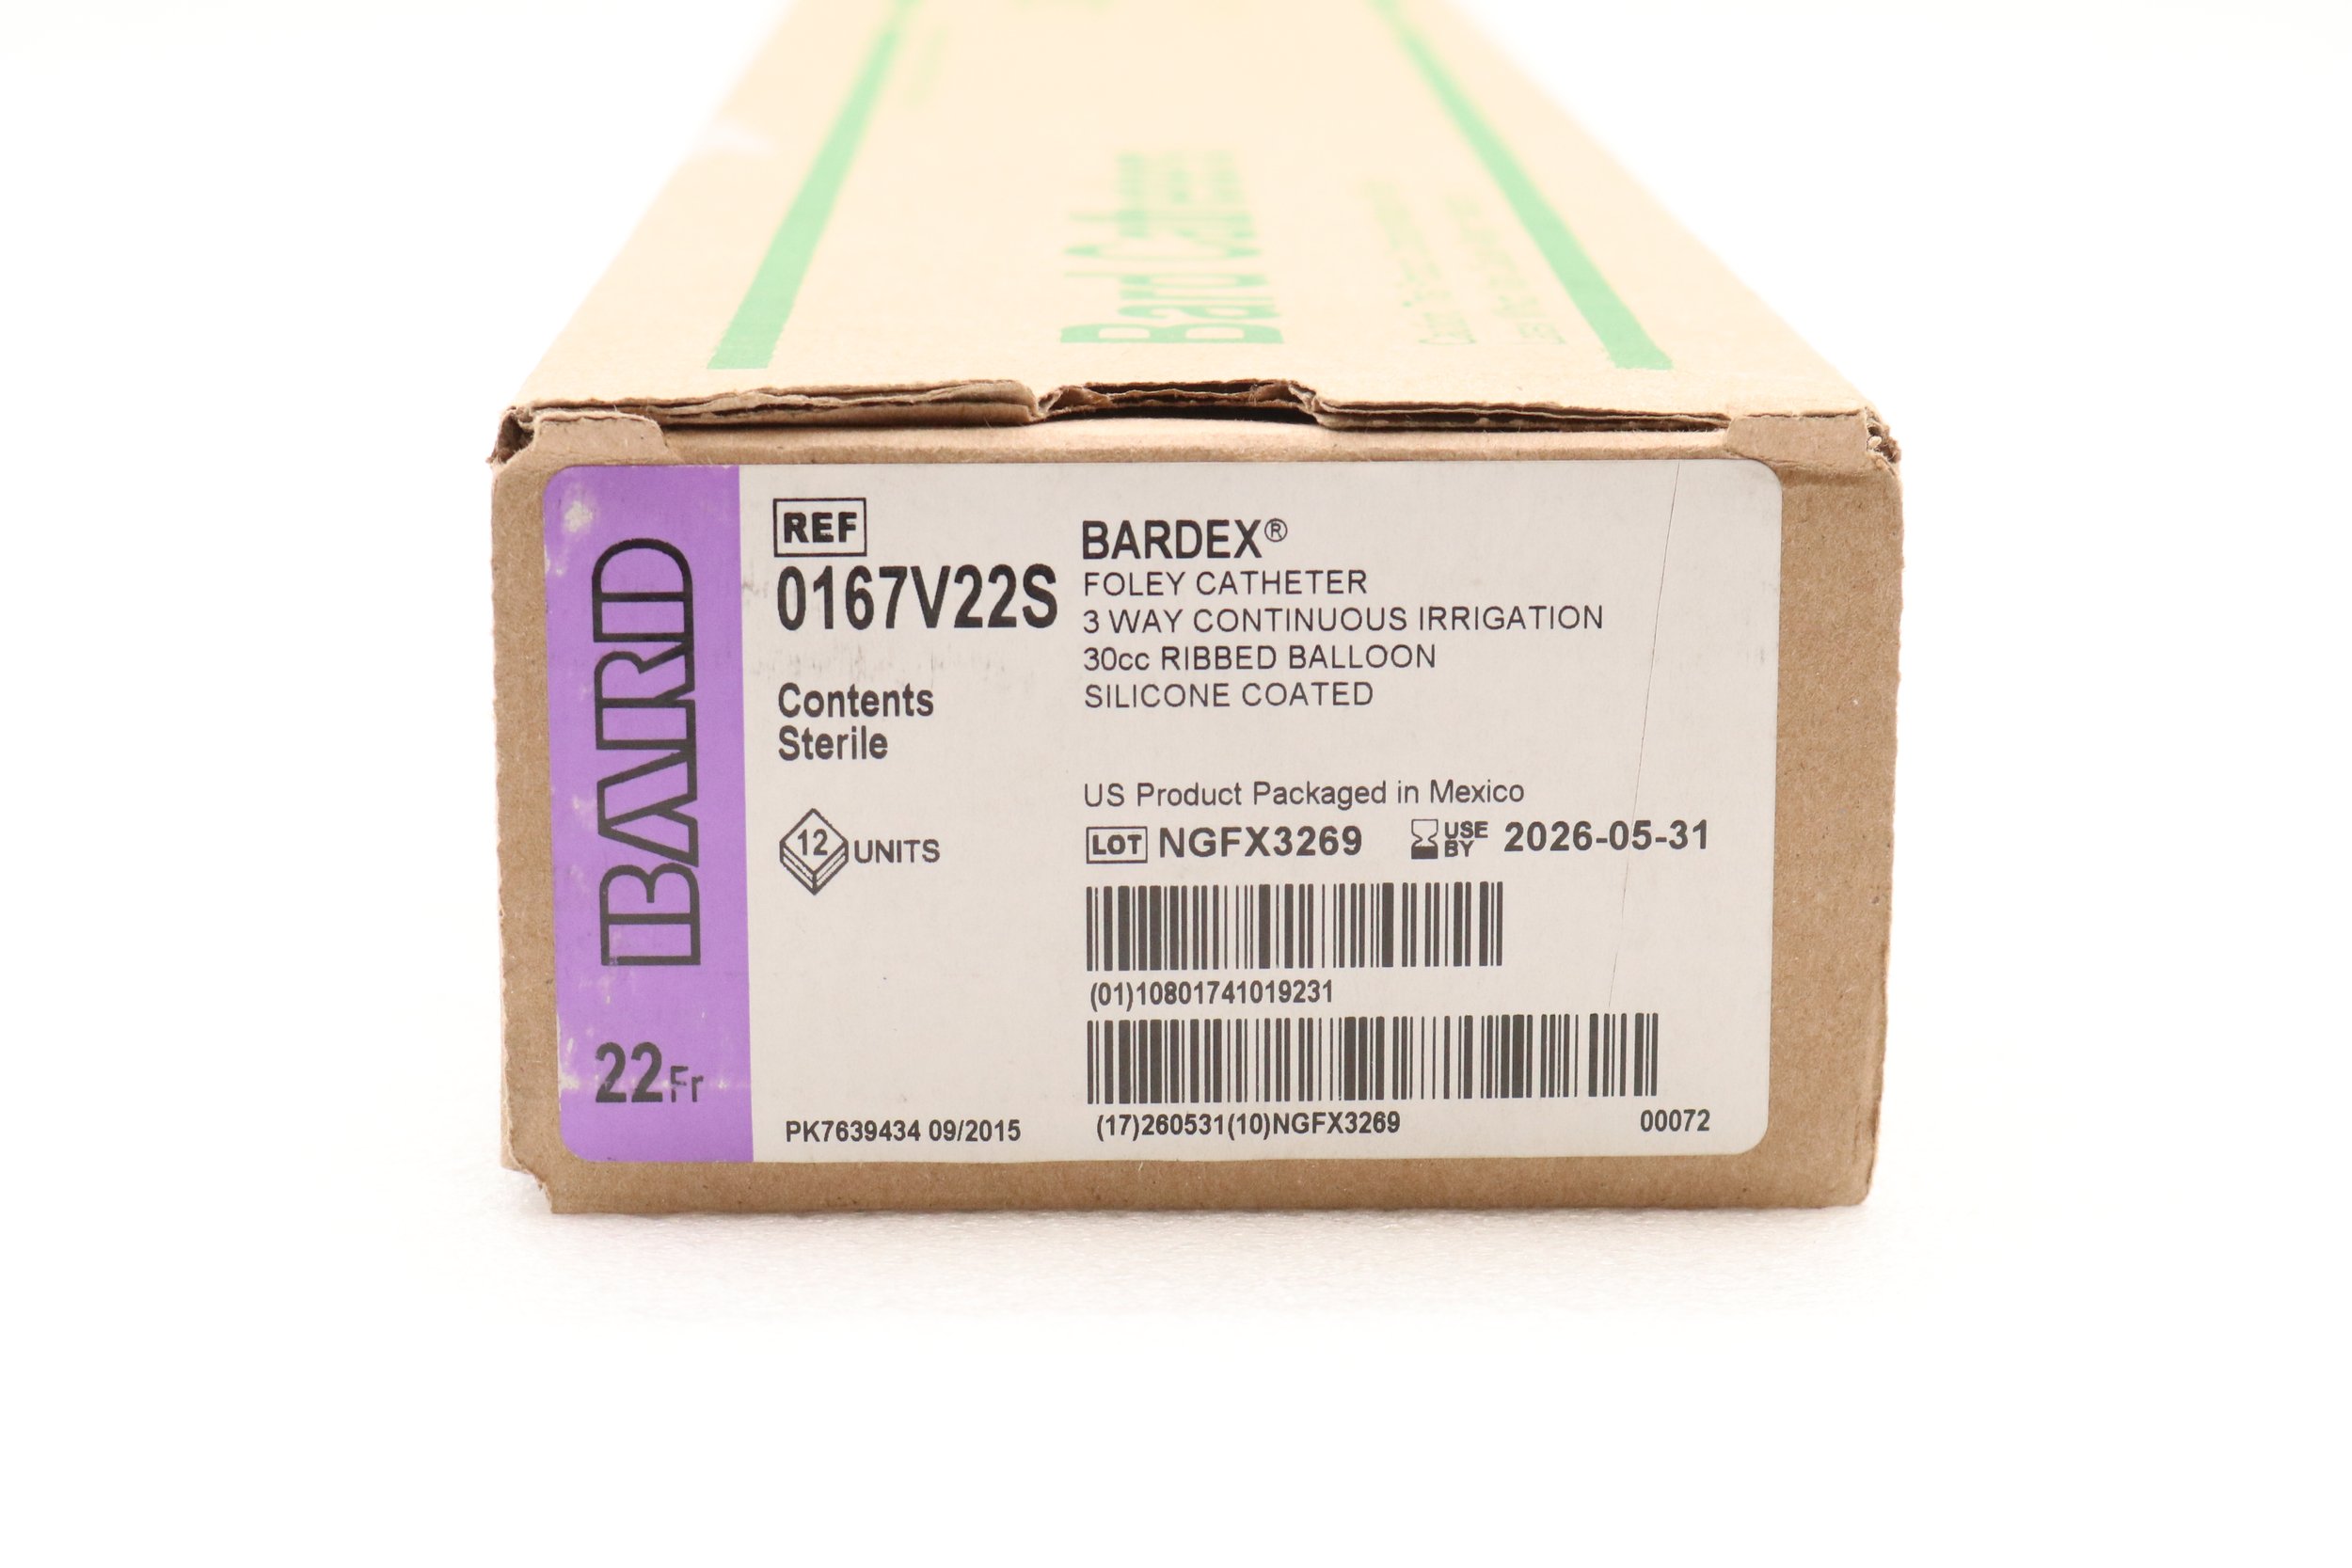 Bard
BARD
22Fr
REF
0167V22S
Contents
Sterile
12 UNITS
PK7639434 09/2015
BARDEX®
FOLEY CATHETER
3 WAY CONTINUOUS IRRIGATION
30cc RIBBED BALLOON
SILICONE COATED
US Product Packaged in Mexico
LOT NGFX3269 USE BY 2026-05-31
(01)10801741019231
(17)260531(10)NGFX3269 00072